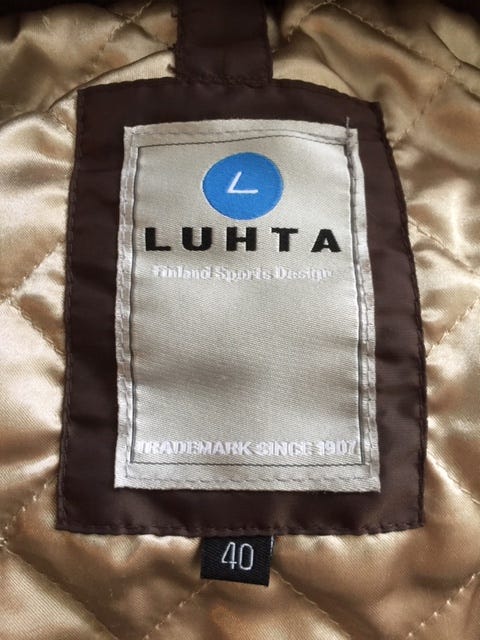 L
LUHTA
Finland Sports Design
TRADEMARK SINCE 1907
40